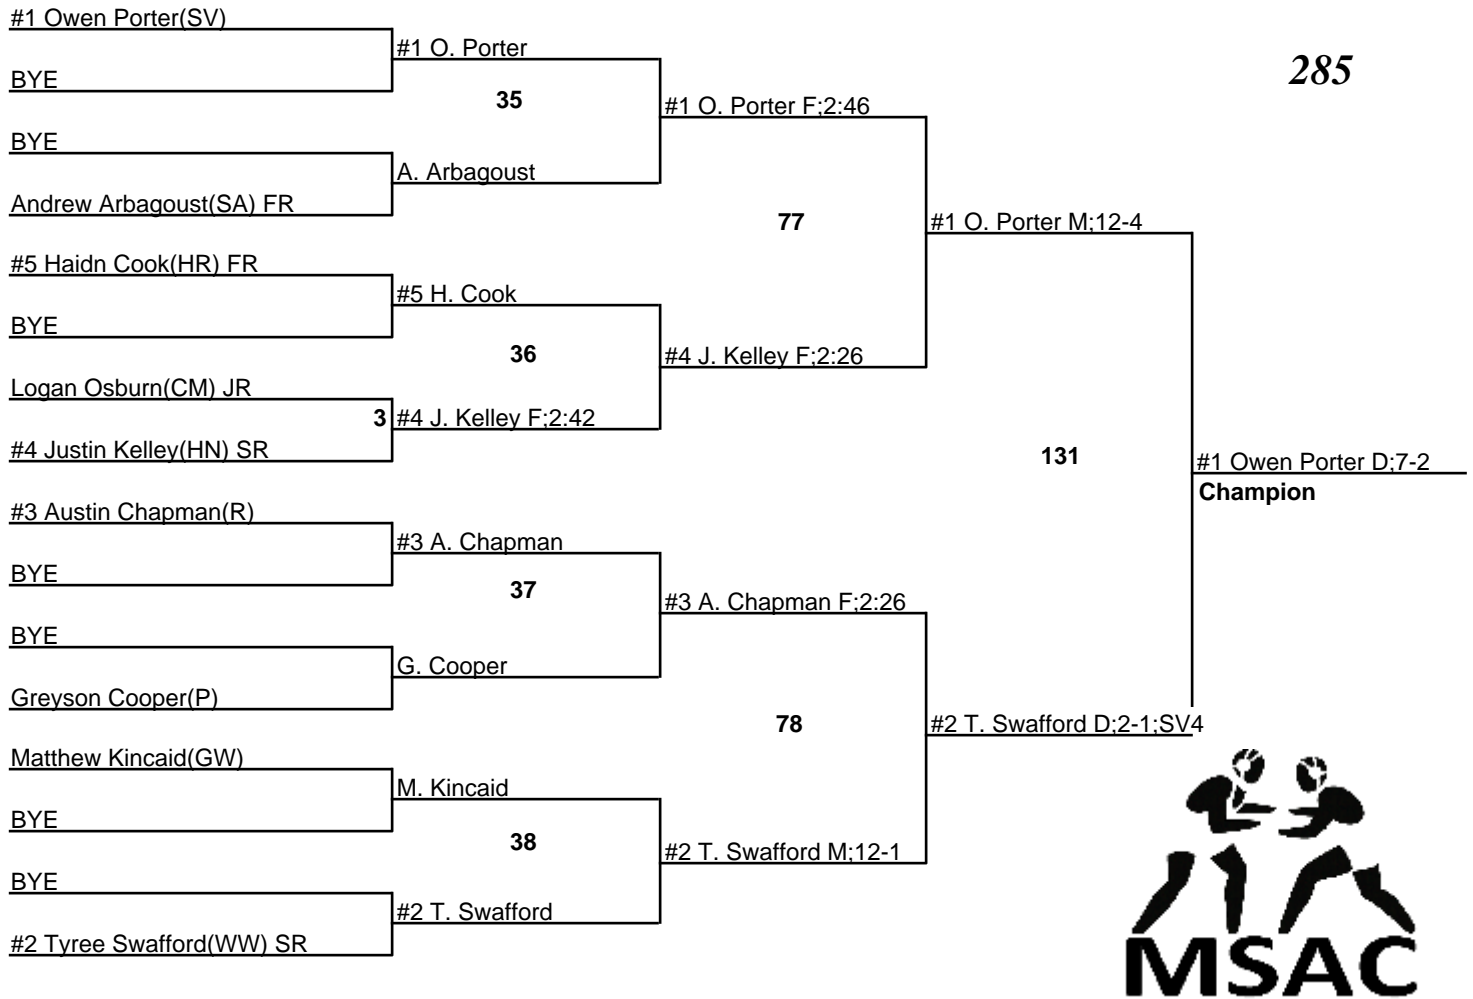 #1 Owen Porter(SV)
#1 O. Porter
285
BYE
35
#1 O. Porter F;2:46
BYE
A. Arbagoust
Andrew Arbagoust(SA) FR
77
#1 O. Porter M;12-4
#5 Haidn Cook(HR) FR
#5 H. Cook
BYE
36
#4 J. Kelley F;2:26
Logan Osburn(CM) JR
3 #4 J. Kelley F;2:42
#4 Justin Kelley(HN) SR
131
#1 Owen Porter D;7-2
Champion
#3 Austin Chapman(R)
#3 A. Chapman
BYE
37
#3 A. Chapman F;2:26
BYE
G. Cooper
Greyson Cooper(P)
78
#2 T. Swafford D;2-1;SV4
Matthew Kincaid(GW)
M. Kincaid
BYE
38
#2 T. Swafford M;12-1
BYE
#2 T. Swafford
#2 Tyree Swafford(WW) SR
MSAC